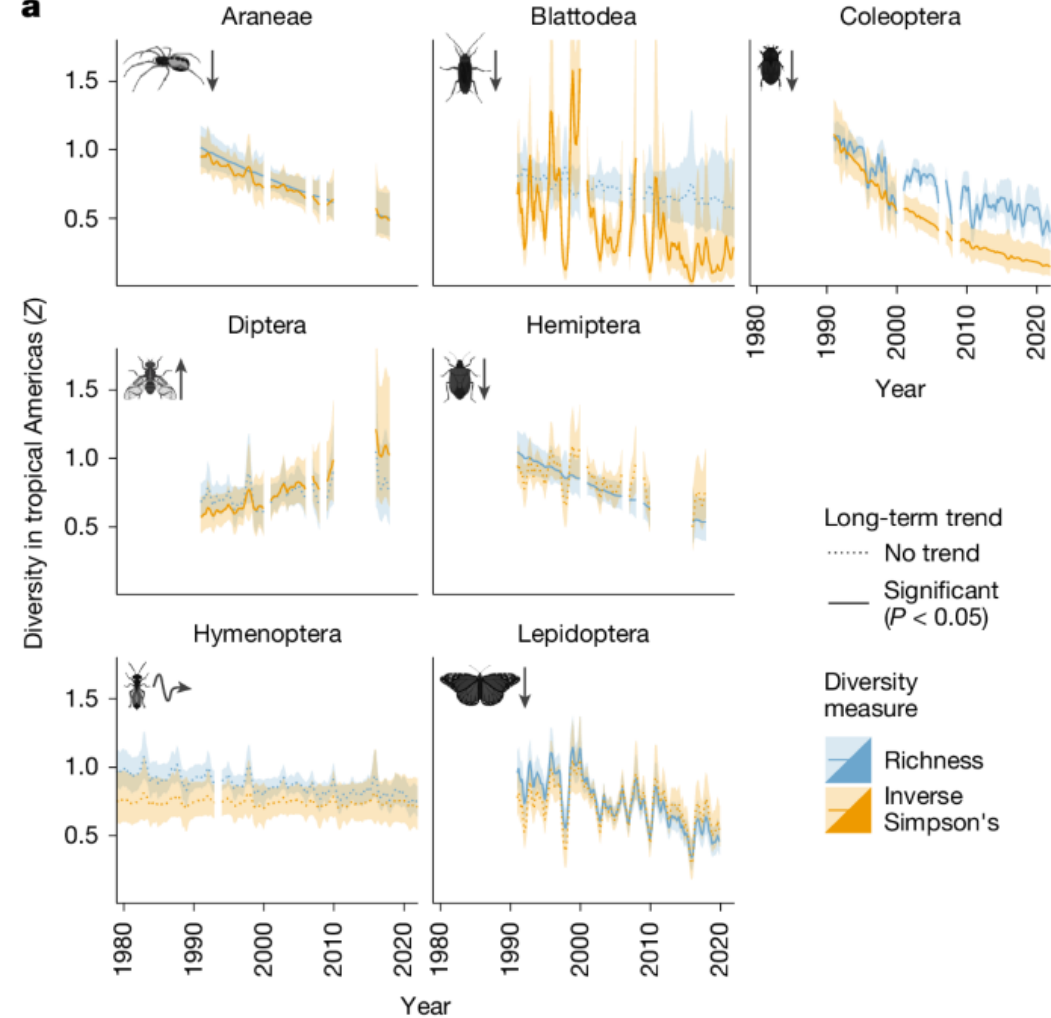 a
Araneae
Blattodea
Coleoptera
1.5
1.0
0.5
1980
1990
2000
2010
2020
Year
Diversity in tropical Americas (Z)
Diptera
Hemiptera
1.5
1.0
0.5
Long-term trend
No trend
Significant
(P < 0.05)
Hymenoptera
Lepidoptera
1.5
1.0
0.5
Diversity
measure
Richness
Inverse
Simpson's
1980
1990
2000
2010
2020
1980
1990
2000
2010
2020
Year